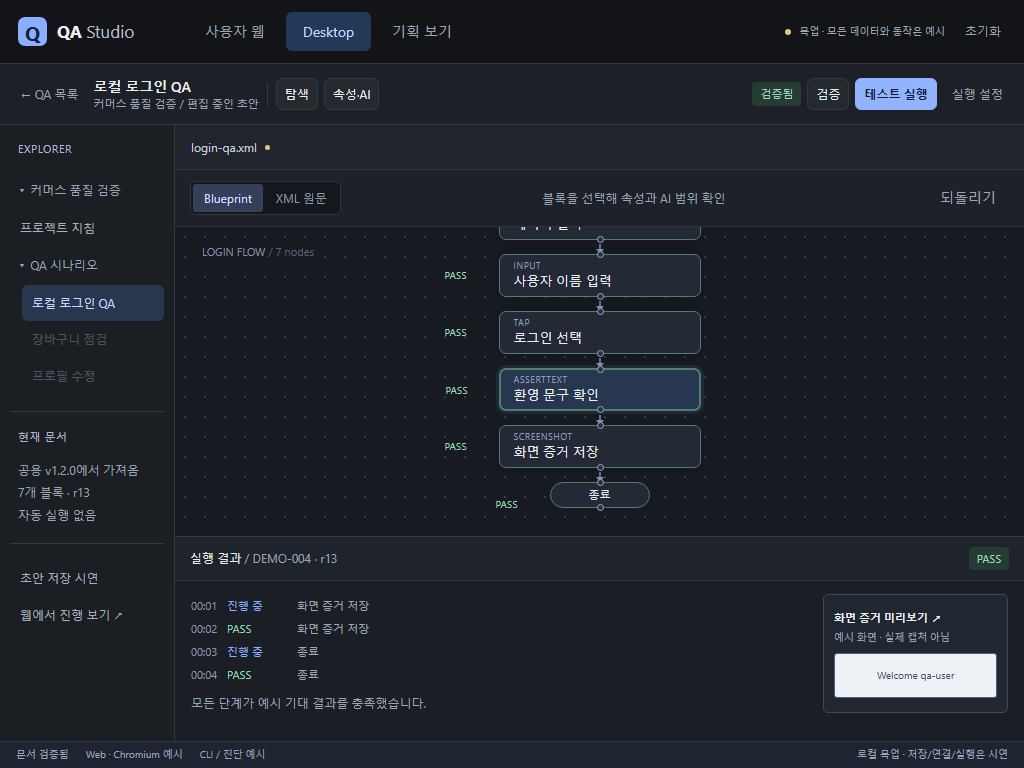 Q QA Studio 사용자 웹 Desktop 기획 보기 목업 · 모든 데이터와 동작은 예시 초기화
← QA 목록 로컬 로그인 QA 탐색 속성·AI 검증됨 검증 테스트 실행 실행 설정
커머스 품질 검증 / 편집 중인 초안
EXPLORER
커머스 품질 검증
프로젝트 지침
QA 시나리오
로컬 로그인 QA
장바구니 점검
프로필 수정
현재 문서
공용 v1.2.0에서 가져옴
7개 블록 · r13
자동 실행 없음
초안 저장 시연
웹에서 진행 보기 ↗
login-qa.xml
Blueprint XML 원문 블록을 선택해 속성과 AI 범위 확인 되돌리기
LOGIN FLOW / 7 nodes
PASS INPUT
사용자 이름 입력
PASS TAP
로그인 선택
PASS ASSERTTEXT
환영 문구 확인
PASS SCREENSHOT
화면 증거 저장
PASS 종료
실행 결과 / DEMO-004 · r13 PASS
00:01 진행 중 화면 증거 저장
00:02 PASS 화면 증거 저장
00:03 진행 중 종료
00:04 PASS 종료
모든 단계가 예시 기대 결과를 충족했습니다.
화면 증거 미리보기 ↗
예시 화면 · 실제 캡처 아님
Welcome qa-user
문서 검증됨 Web · Chromium 예시 CLI / 진단 예시 로컬 목업 · 저장/연결/실행은 시연